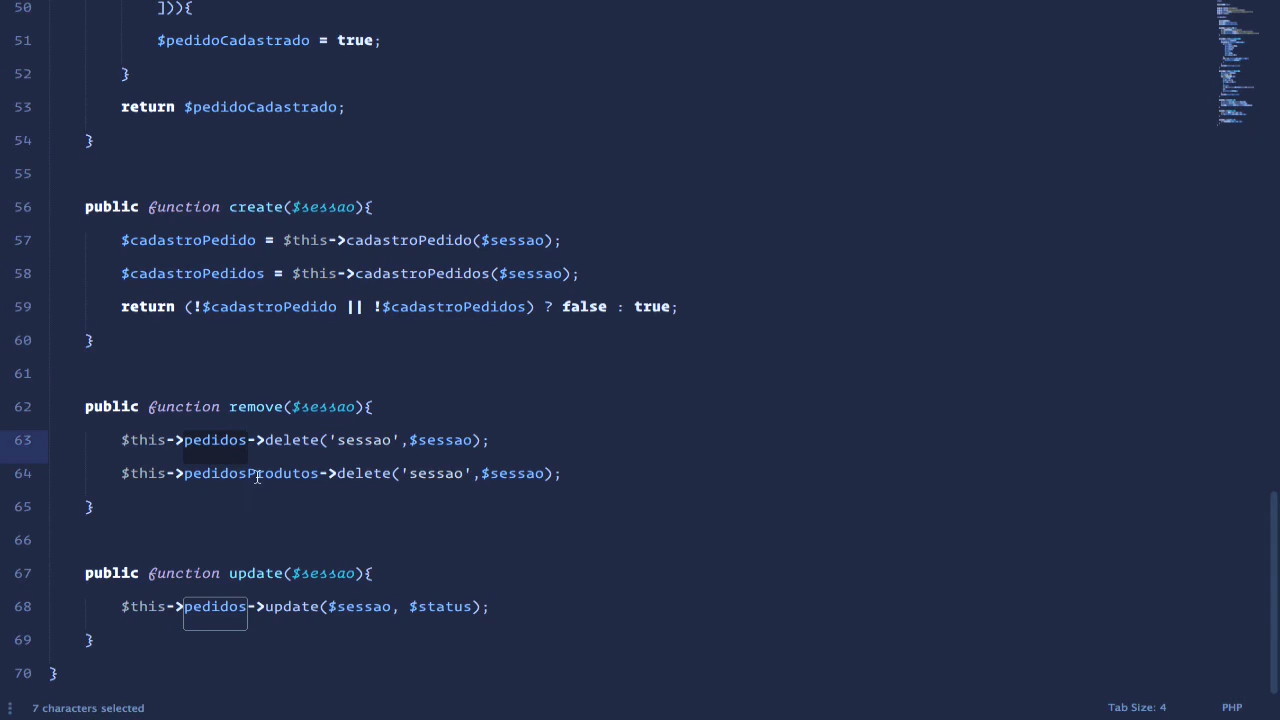 50 ])){
51 $pedidoCadastrado = true;
52 }
53 return $pedidoCadastrado;
54 }
55
56 public function create($sessao){
57 $cadastroPedido = $this->cadastroPedido($sessao);
58 $cadastroPedidos = $this->cadastroPedidos($sessao);
59 return (!$cadastroPedido || !$cadastroPedidos) ? false : true;
60 }
61
62 public function remove($sessao){
63 $this->pedidos->delete('sessao',$sessao);
64 $this->pedidosProdutos->delete('sessao',$sessao);
65 }
66
67 public function update($sessao){
68 $this->pedidos->update($sessao, $status);
69 }
70 }
7 characters selected Tab Size: 4 PHP